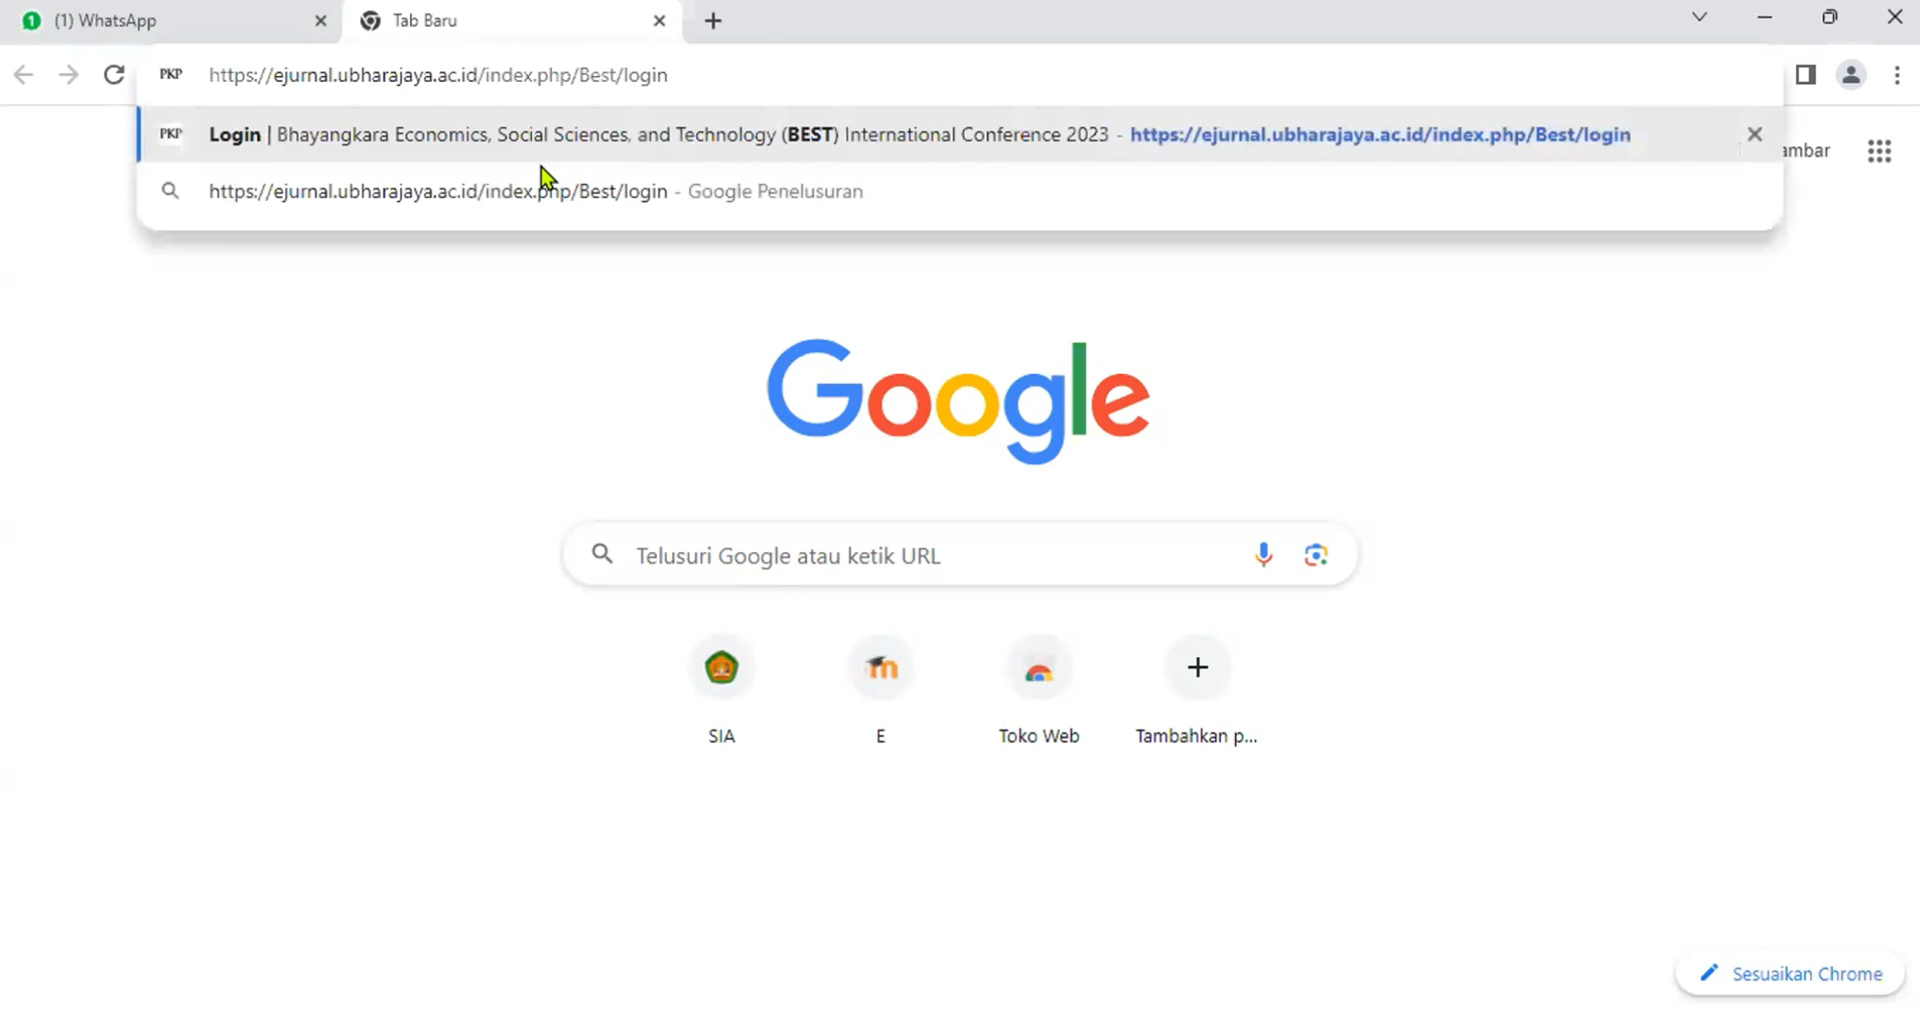 1 (1) WhatsApp Tab Baru
PKP https://ejurnal.ubharajaya.ac.id/index.php/Best/login
PKP Login | Bhayangkara Economics, Social Sciences, and Technology (BEST) International Conference 2023 - https://ejurnal.ubharajaya.ac.id/index.php/Best/login
ambar
https://ejurnal.ubharajaya.ac.id/index.php/Best/login - Google Penelusuran
Google
Telusuri Google atau ketik URL
m
SIA E Toko Web Tambahkan p...
Sesuaikan Chrome